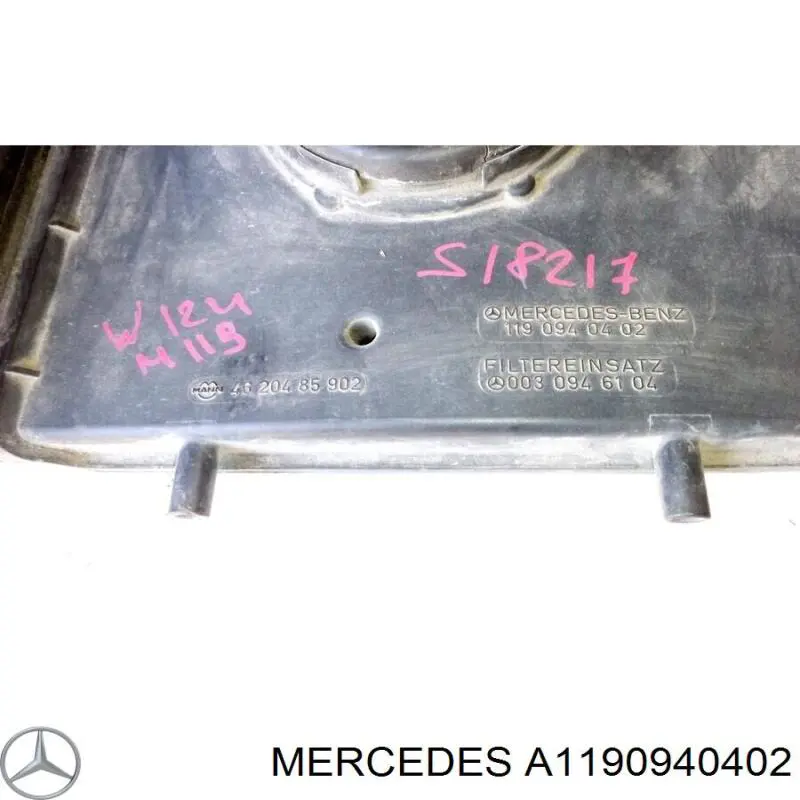 S18217
W124
M119
MERCEDES-BENZ
119 094 04 02
FILTEREINSATZ
003 094 61 04
MANN 46 204 85 902
MERCEDES A1190940402